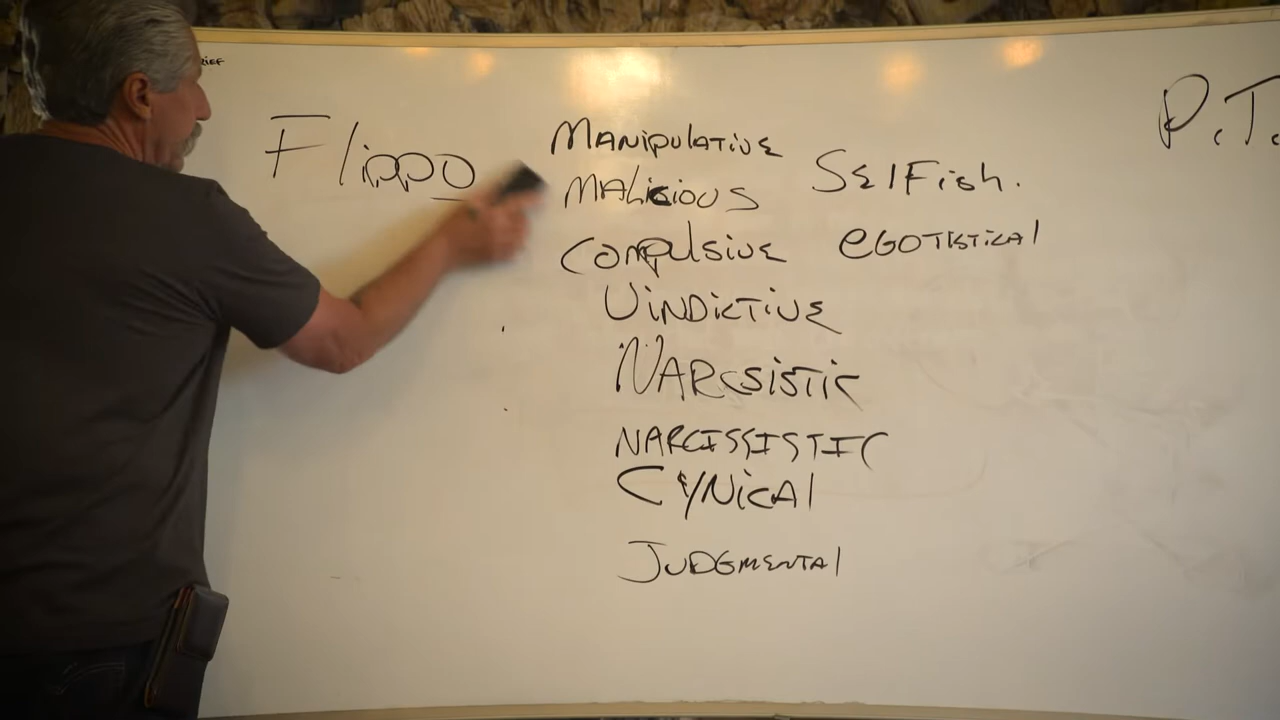 Flippo
MANipulATivE
MAliciouS
SElFish.
CompulsivE
EGOTistical
VINDICTIVE
NARCSiSTiC
NARCISSISTIC
CYNiCAl
JUDGMENTAl
P.T.